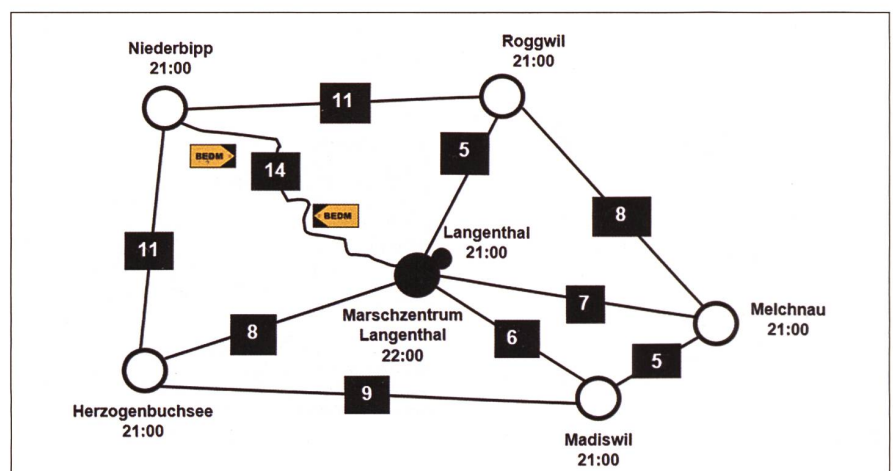 Niederbipp
21:00
Roggwil
21:00
11
5
BEDM
14
BEDM
8
11
Langenthal
21:00
7
Melchnau
21:00
Marschzentrum
Langenthal
22:00
8
6
5
9
Herzogenbuchsee
21:00
Madiswil
21:00